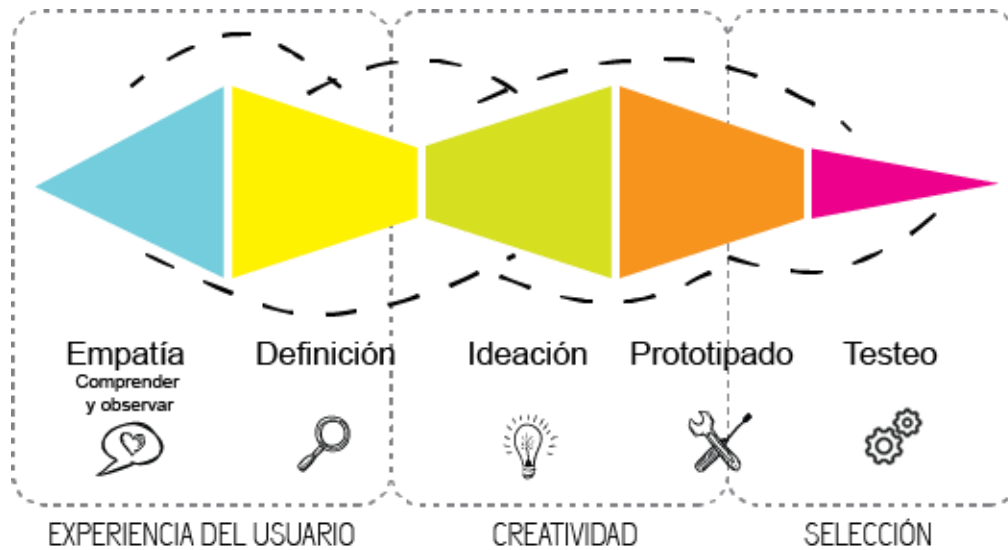 Empatía
Comprender
y observar
Definición
Ideación
Prototipado
Testeo
EXPERIENCIA DEL USUARIO
CREATIVIDAD
SELECCIÓN